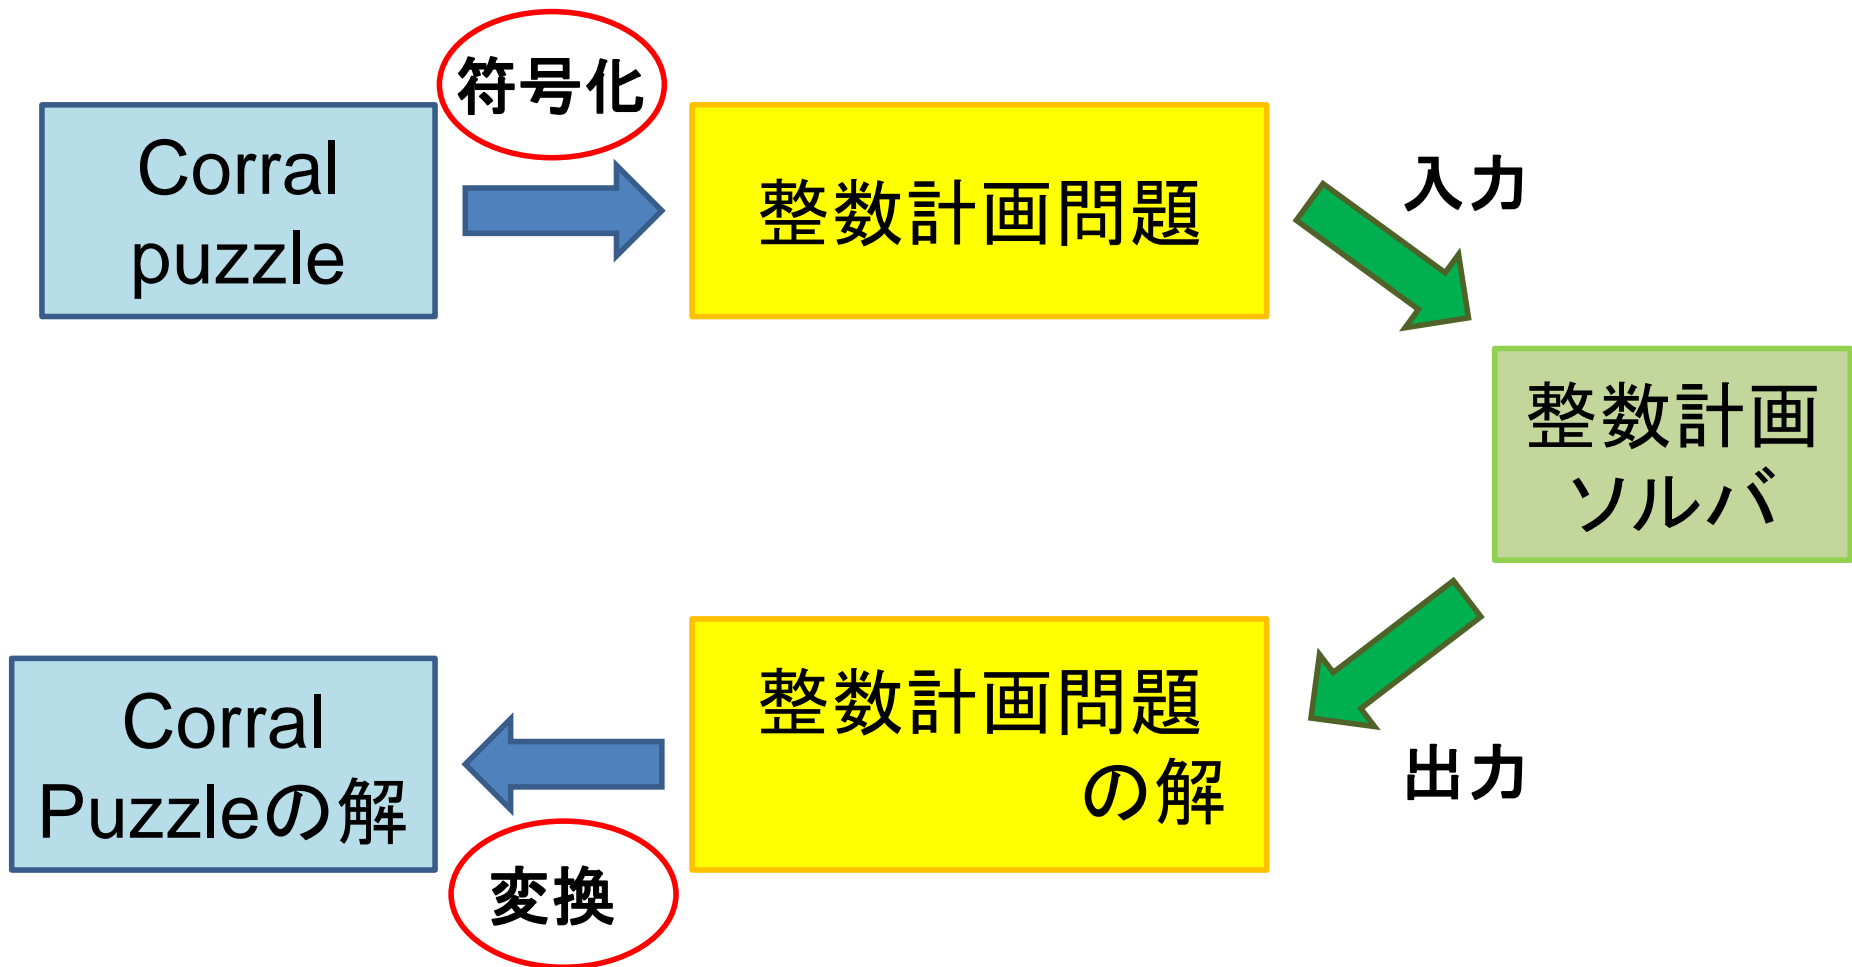 符号化
Corral
puzzle
整数計画問題
入力
整数計画
ソルバ
整数計画問題
の解
出力
Corral
Puzzleの解
変換